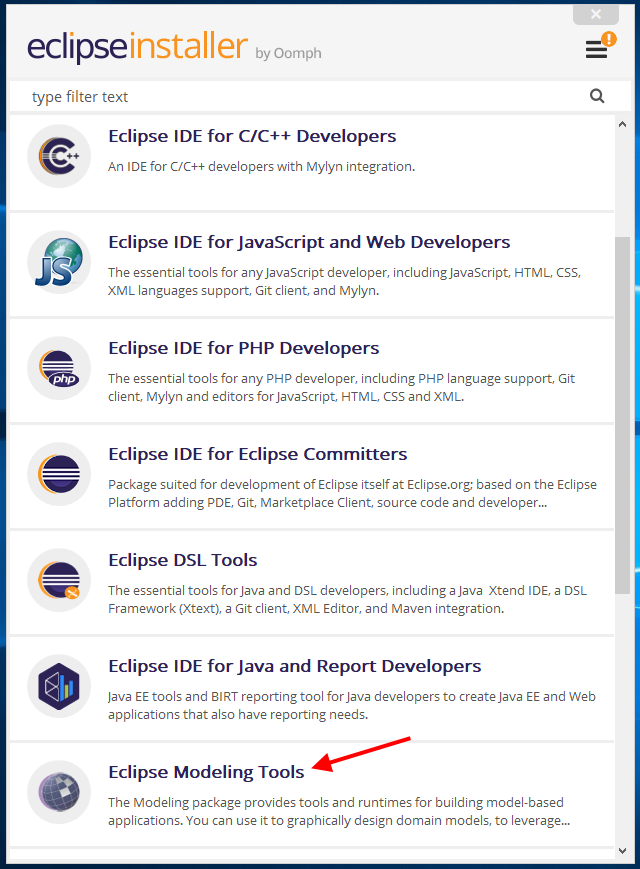 eclipseinstaller by Oomph
type filter text
Eclipse IDE for C/C++ Developers
An IDE for C/C++ developers with Mylyn integration.
Eclipse IDE for JavaScript and Web Developers
The essential tools for any JavaScript developer, including JavaScript, HTML, CSS,
XML languages support, Git client, and Mylyn.
Eclipse IDE for PHP Developers
The essential tools for any PHP developer, including PHP language support, Git
client, Mylyn and editors for JavaScript, HTML, CSS and XML.
Eclipse IDE for Eclipse Committers
Package suited for development of Eclipse itself at Eclipse.org; based on the Eclipse
Platform adding PDE, Git, Marketplace Client, source code and developer...
Eclipse DSL Tools
The essential tools for Java and DSL developers, including a Java Xtend IDE, a DSL
Framework (Xtext), a Git client, XML Editor, and Maven integration.
Eclipse IDE for Java and Report Developers
Java EE tools and BIRT reporting tool for Java developers to create Java EE and Web
applications that also have reporting needs.
Eclipse Modeling Tools
The Modeling package provides tools and runtimes for building model-based
applications. You can use it to graphically design domain models, to leverage...
C++
JS
php